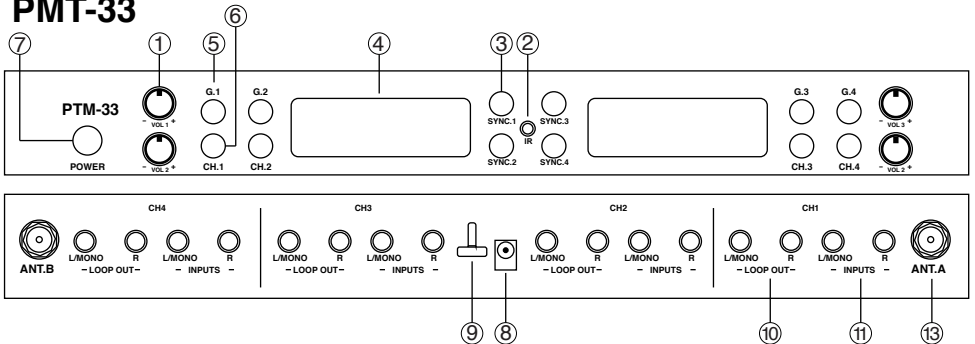 PMT-33
⑦ ① ⑤ ⑥ ④ ③ ②
PTM-33
POWER
- VOL 1 +
- VOL 2 +
G.1 G.2
CH.1 CH.2
SYNC.1 SYNC.3
IR
SYNC.2 SYNC.4
G.3 G.4
CH.3 CH.4
- VOL 3 +
- VOL 2 +
CH4 CH3 CH2 CH1
ANT.B L/MONO R L/MONO R L/MONO R L/MONO R L/MONO R L/MONO R L/MONO R L/MONO R ANT.A
- LOOP OUT - - INPUTS - - LOOP OUT - - INPUTS - - LOOP OUT - - INPUTS - - LOOP OUT - - INPUTS -
⑨ ⑧ ⑩ ⑪ ⑬